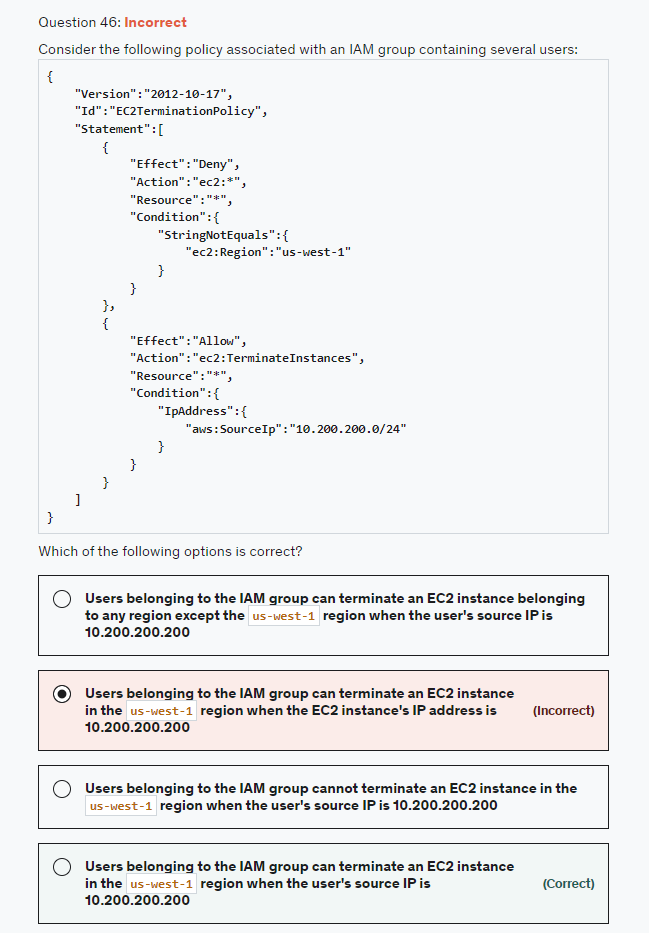 Question 46: Incorrect
Consider the following policy associated with an IAM group containing several users:
{
    "Version":"2012-10-17",
    "Id":"EC2TerminationPolicy",
    "Statement":[
        {
            "Effect":"Deny",
            "Action":"ec2:*",
            "Resource":"*",
            "Condition":{
                "StringNotEquals":{
                    "ec2:Region":"us-west-1"
                }
            }
        },
        {
            "Effect":"Allow",
            "Action":"ec2:TerminateInstances",
            "Resource":"*",
            "Condition":{
                "IpAddress":{
                    "aws:SourceIp":"10.200.200.0/24"
                }
            }
        }
    ]
}
Which of the following options is correct?
Users belonging to the IAM group can terminate an EC2 instance belonging
to any region except the us-west-1 region when the user's source IP is
10.200.200.200
Users belonging to the IAM group can terminate an EC2 instance
in the us-west-1 region when the EC2 instance's IP address is (Incorrect)
10.200.200.200
Users belonging to the IAM group cannot terminate an EC2 instance in the
us-west-1 region when the user's source IP is 10.200.200.200
Users belonging to the IAM group can terminate an EC2 instance
in the us-west-1 region when the user's source IP is (Correct)
10.200.200.200